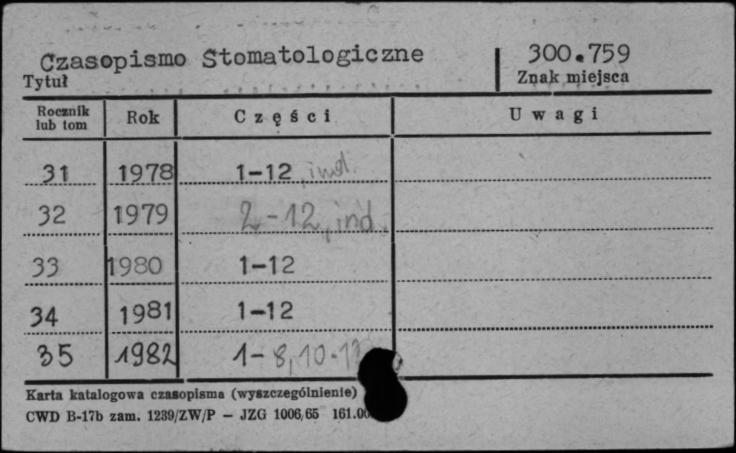 Czasopismo Stomatologiczne 300.759
Tytuł Znak miejsca
Rocznik lub tom Rok Części Uwagi
31 1978 1-12, ind.
32 1979 2-12, ind.
33 1980 1-12
34 1981 1-12
35 1982 1- 8, 10-
Karta katalogowa czasopisma (wyszczególnienie)
CWD B-17b zam. 1239/ZW/P — JZG 1006/65